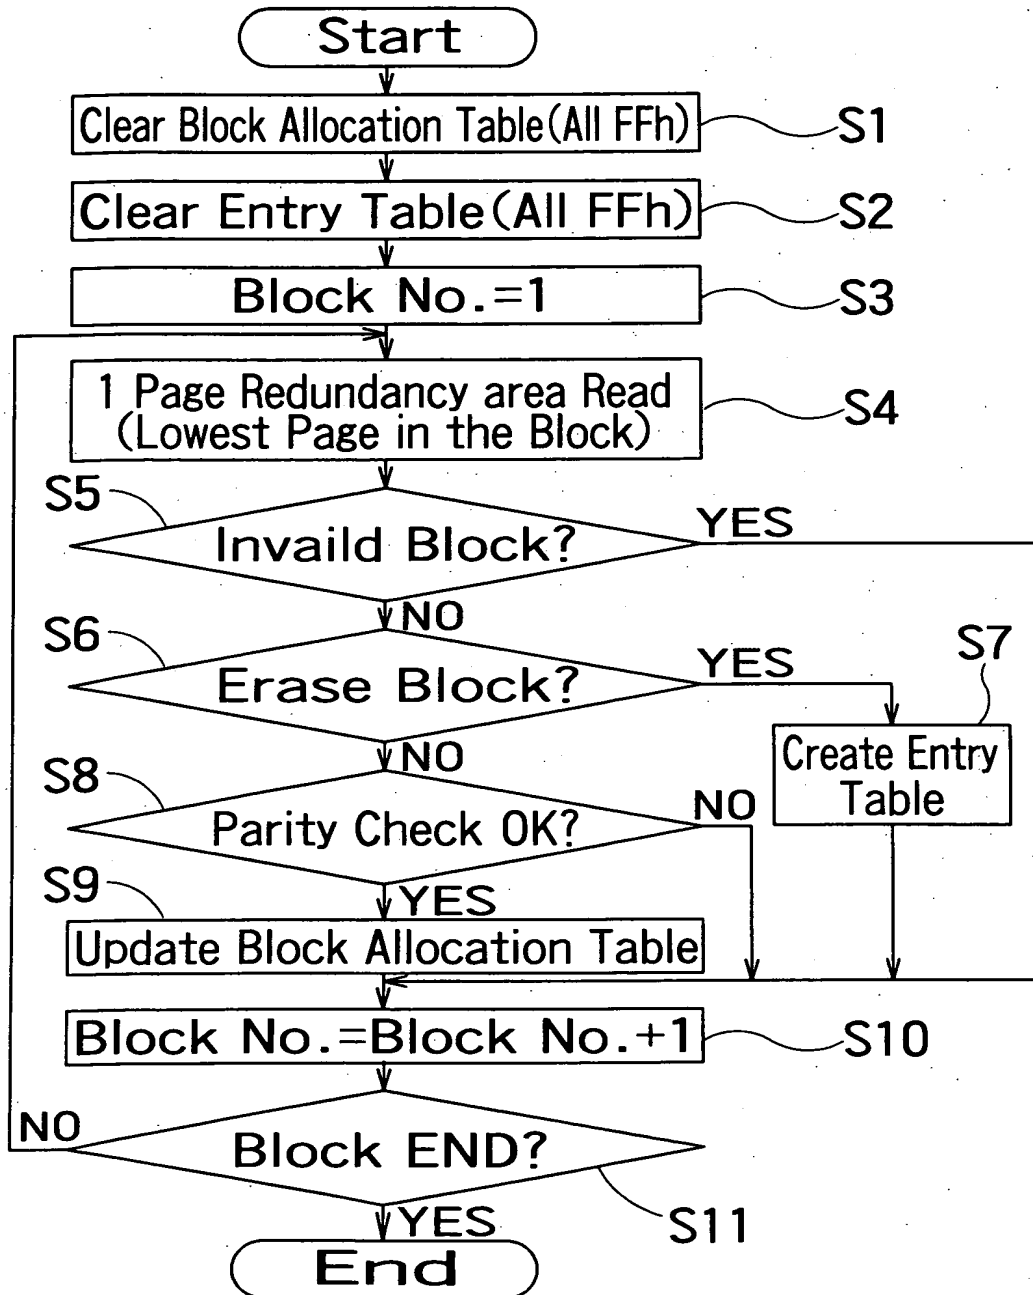 Start
Clear Block Allocation Table(All FFh)
S1
Clear Entry Table(All FFh)
S2
Block No.=1
S3
1 Page Redundancy area Read
(Lowest Page in the Block)
S4
S5
Invaild Block?
YES
NO
S6
Erase Block?
YES
S7
Create Entry
Table
NO
S8
Parity Check OK?
NO
YES
S9
Update Block Allocation Table
Block No.=Block No.+1
S10
NO
Block END?
S11
YES
End